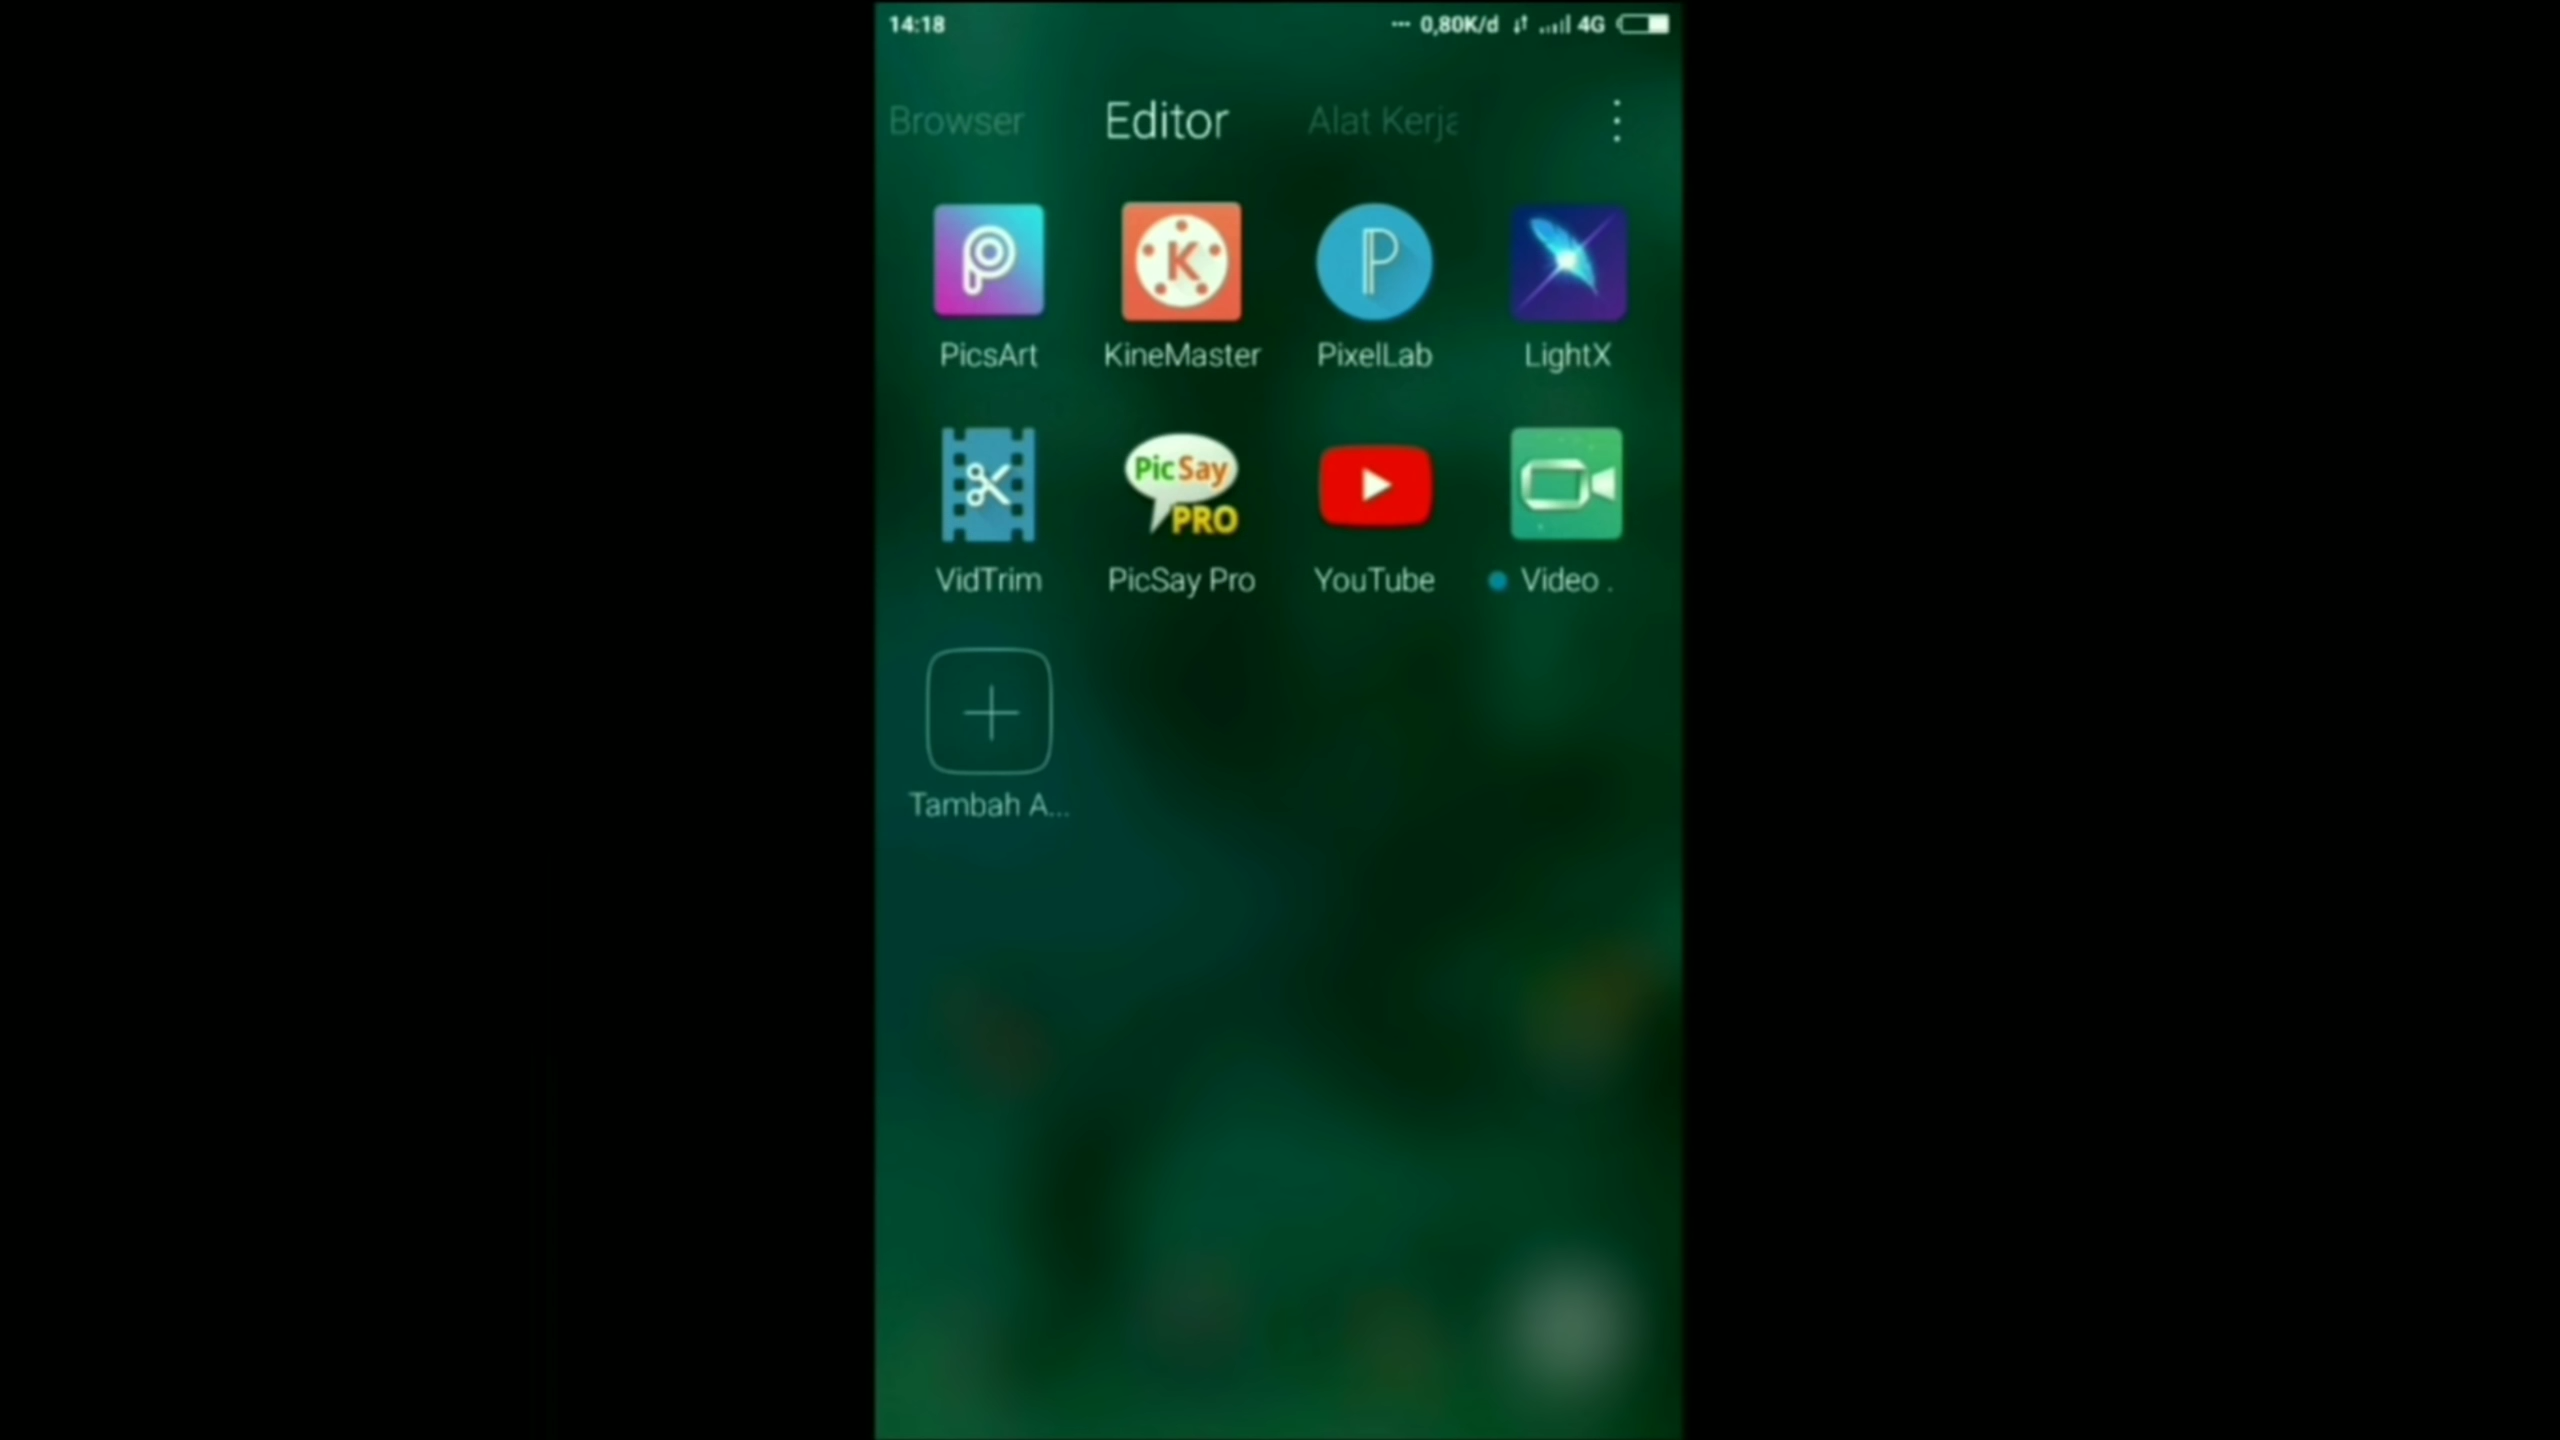 14:18 ... 0,80K/d 4G
Browser Editor Alat Kerja
PicsArt KineMaster PixelLab LightX
PicSay
PRO
VidTrim PicSay Pro YouTube Video .
Tambah A...